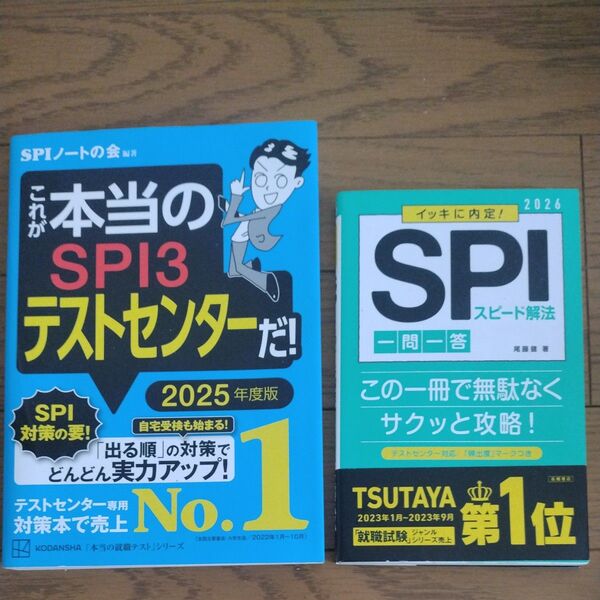 SPIノートの会 編著
これが
本当の
SPI3
テストセンターだ!
2025年度版
SPI
対策の要!
自宅受検も始まる!
「出る順」の対策で
どんどん実力アップ!
テストセンター専用
対策本で売上
No.1
KODANSHA 「本当の就職テスト」シリーズ
2026
イッキに内定!
SPI
スピード解法
一問一答
尾藤健 著
この一冊で無駄なく
サクッと攻略!
テストセンター対応/「頻出度」マークつき
高橋書店
TSUTAYA
2023年1月~2023年9月
「就職試験」ジャンル
シリーズ売上
第1位